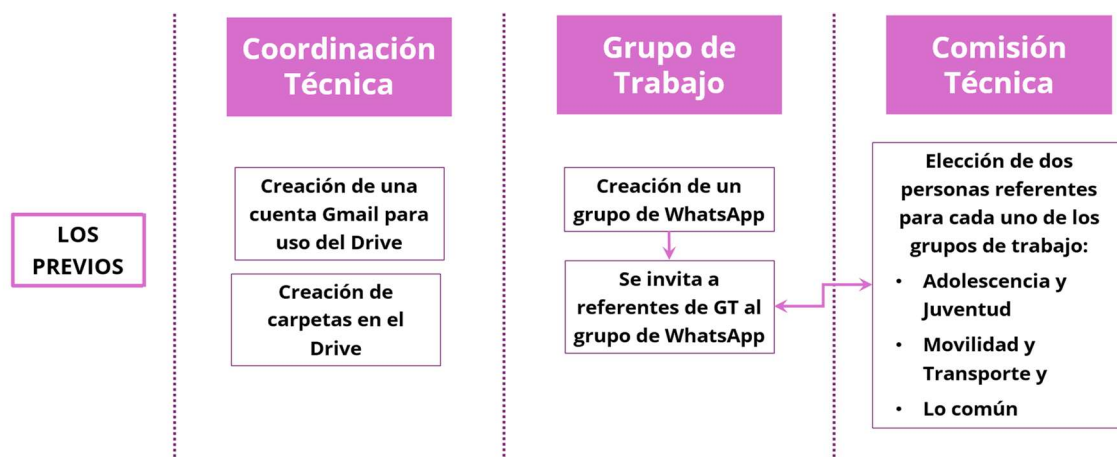 Coordinación
Técnica
Grupo de
Trabajo
Comisión
Técnica
LOS
PREVIOS
Creación de una
cuenta Gmail para
uso del Drive
Creación de
carpetas en el
Drive
Creación de un
grupo de WhatsApp
Se invita a
referentes de GT al
grupo de WhatsApp
Elección de dos
personas referentes
para cada uno de los
grupos de trabajo:
• Adolescencia y
Juventud
• Movilidad y
Transporte y
• Lo común